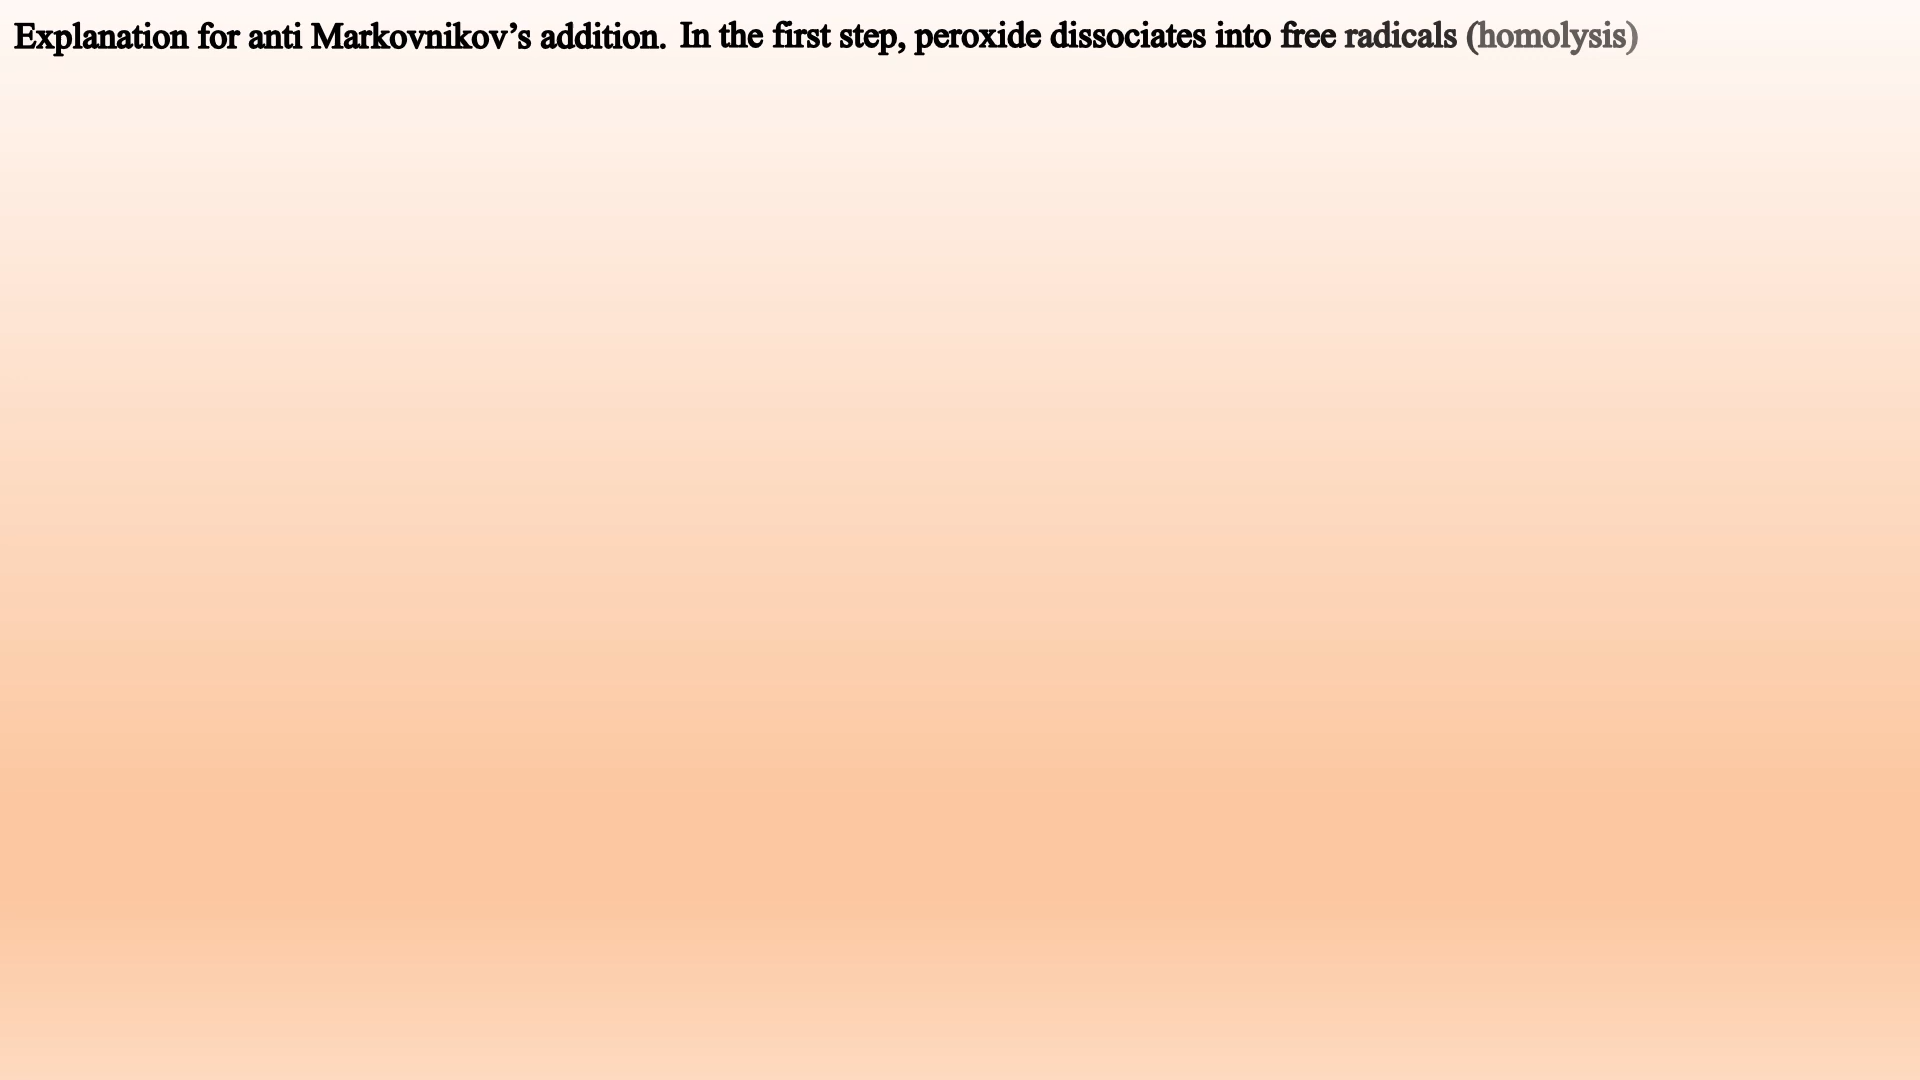 Explanation for anti Markovnikov’s addition. In the first step, peroxide dissociates into free radicals (homolysis)